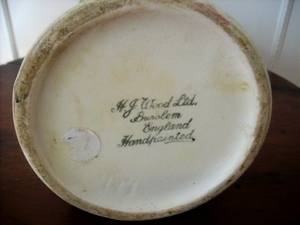 H.J. Wood Ltd.
Burslem
England
Handpainted.